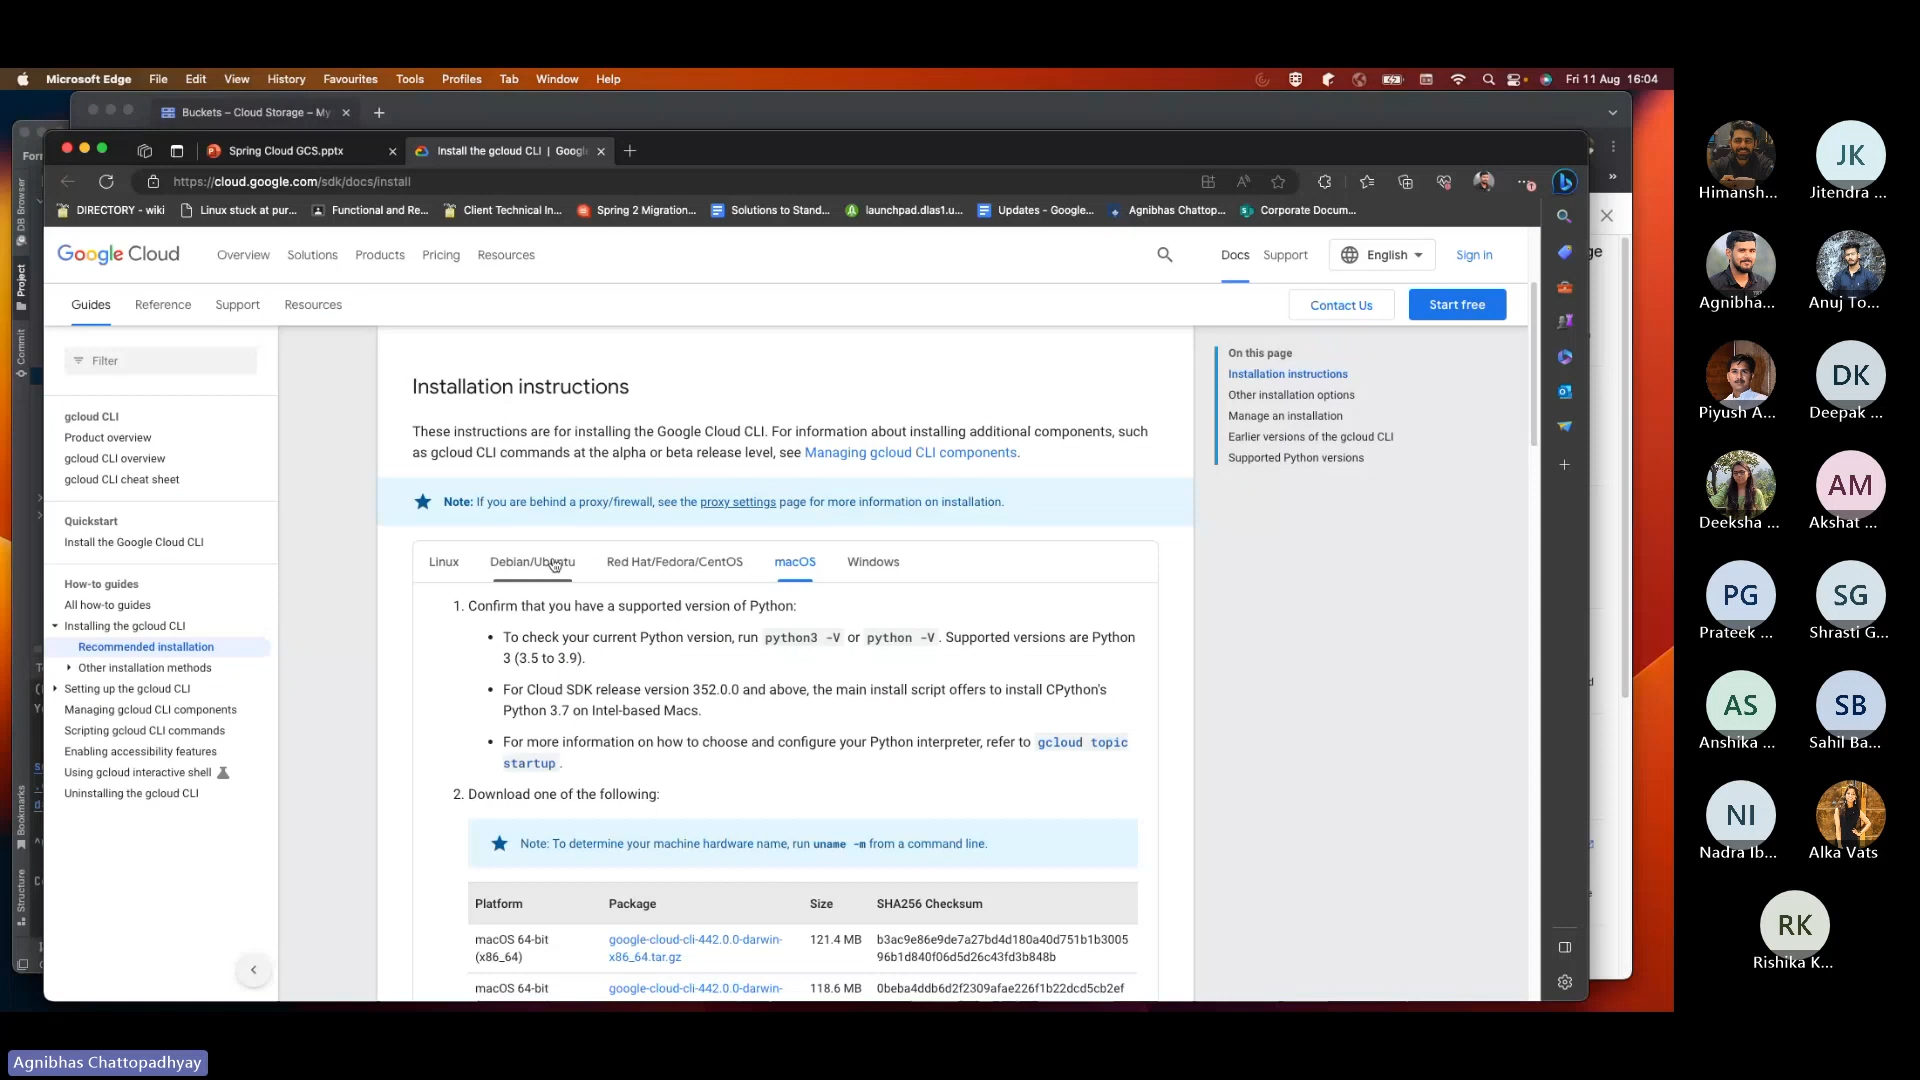 Microsoft Edge File Edit View History Favourites Tools Profiles Tab Window Help
Fri 11 Aug 16:04
Buckets – Cloud Storage – My
Spring Cloud GCS.pptx
Install the gcloud CLI | Googl
https://cloud.google.com/sdk/docs/install
DIRECTORY - wiki
Linux stuck at pur...
Functional and Re...
Client Technical In...
Spring 2 Migration...
Solutions to Stand...
launchpad.dlas1.u...
Updates - Google...
Agnibhas Chattop...
Corporate Docum...
Google Cloud
Overview Solutions Products Pricing Resources
Docs Support
English
Sign in
Guides Reference Support Resources
Contact Us
Start free
Filter
gcloud CLI
Product overview
gcloud CLI overview
gcloud CLI cheat sheet
Quickstart
Install the Google Cloud CLI
How-to guides
All how-to guides
Installing the gcloud CLI
Recommended installation
Other installation methods
Setting up the gcloud CLI
Managing gcloud CLI components
Scripting gcloud CLI commands
Enabling accessibility features
Using gcloud interactive shell
Uninstalling the gcloud CLI
Installation instructions
These instructions are for installing the Google Cloud CLI. For information about installing additional components, such
as gcloud CLI commands at the alpha or beta release level, see Managing gcloud CLI components.
Note: If you are behind a proxy/firewall, see the proxy settings page for more information on installation.
Linux Debian/Ubuntu Red Hat/Fedora/CentOS macOS Windows
1. Confirm that you have a supported version of Python:
• To check your current Python version, run python3 -V or python -V. Supported versions are Python
3 (3.5 to 3.9).
• For Cloud SDK release version 352.0.0 and above, the main install script offers to install CPython's
Python 3.7 on Intel-based Macs.
• For more information on how to choose and configure your Python interpreter, refer to gcloud topic
startup.
2. Download one of the following:
Note: To determine your machine hardware name, run uname -m from a command line.
Platform Package Size SHA256 Checksum
macOS 64-bit google-cloud-cli-442.0.0-darwin- 121.4 MB b3ac9e86e9de7a27bd4d180a40d751b1b3005
(x86_64) x86_64.tar.gz 96b1d840f06d5d26c43fd3b848b
macOS 64-bit google-cloud-cli-442.0.0-darwin- 118.6 MB 0beba4ddb6d2f2309afae226f1b22dcd5cb2ef
On this page
Installation instructions
Other installation options
Manage an installation
Earlier versions of the gcloud CLI
Supported Python versions
DB Browser
Project
Commit
Bookmarks
Structure
Himansh...
JK
Jitendra ...
Agnibha...
Anuj To...
Piyush A...
DK
Deepak ...
Deeksha ...
AM
Akshat ...
PG
Prateek ...
SG
Shrasti G...
AS
Anshika ...
SB
Sahil Ba...
NI
Nadra Ib...
Alka Vats
RK
Rishika K...
Agnibhas Chattopadhyay